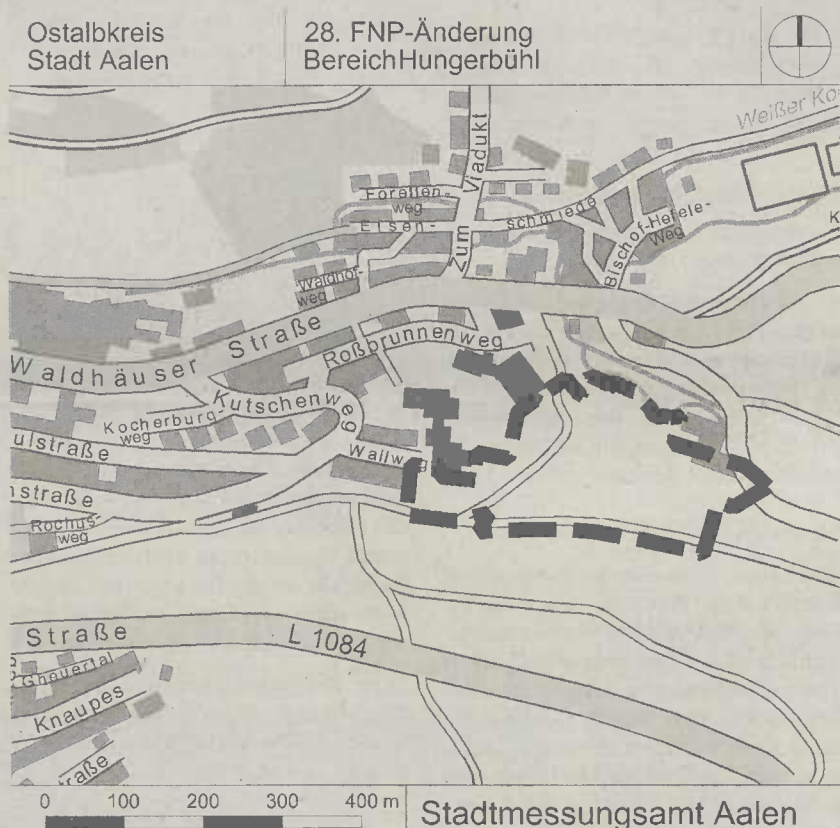 Ostalbkreis
Stadt Aalen
28. FNP-Änderung
BereichHungerbühl
Weißer
Viadukt
Zum
Forellen-
weg
Eisen-
schmiede
Bischof-Hefele-
Weg
Waldhof-
weg
Waldhäuser Straße
Roßbrunnenweg
Kocherburg-
weg
Kutschenweg
Wallweg
ulstraße
nstraße
Rochus-
weg
Straße
L 1084
Gheuertal
Knaupes
raße
0 100 200 300 400 m
Stadtmessungsamt Aalen